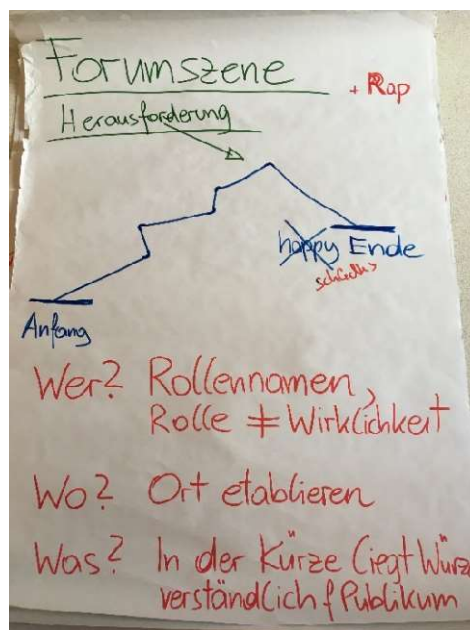 Forumszene
+ Rap
Herausforderung
happy Ende
schlecht
Anfang
Wer? Rollennamen,
Rolle ≠ Wirklichkeit
Wo? Ort etablieren
Was? In der Kürze liegt Würze
verständlich f Publikum